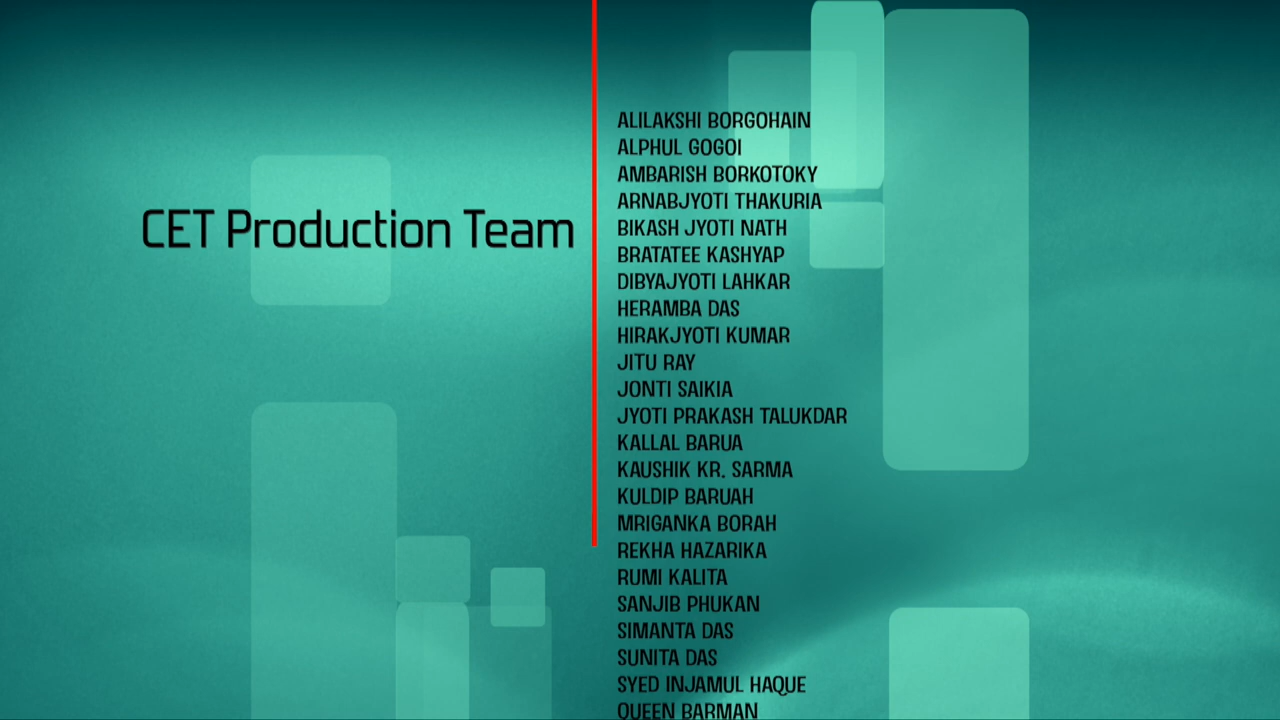 CET Production Team
ALILAKSHI BORGOHAIN
ALPHUL GOGOI
AMBARISH BORKOTOKY
ARNABJYOTI THAKURIA
BIKASH JYOTI NATH
BRATATEE KASHYAP
DIBYAJYOTI LAHKAR
HERAMBA DAS
HIRAKJYOTI KUMAR
JITU RAY
JONTI SAIKIA
JYOTI PRAKASH TALUKDAR
KALLAL BARUA
KAUSHIK KR. SARMA
KULDIP BARUAH
MRIGANKA BORAH
REKHA HAZARIKA
RUMI KALITA
SANJIB PHUKAN
SIMANTA DAS
SUNITA DAS
SYED INJAMUL HAQUE
QUEEN BARMAN